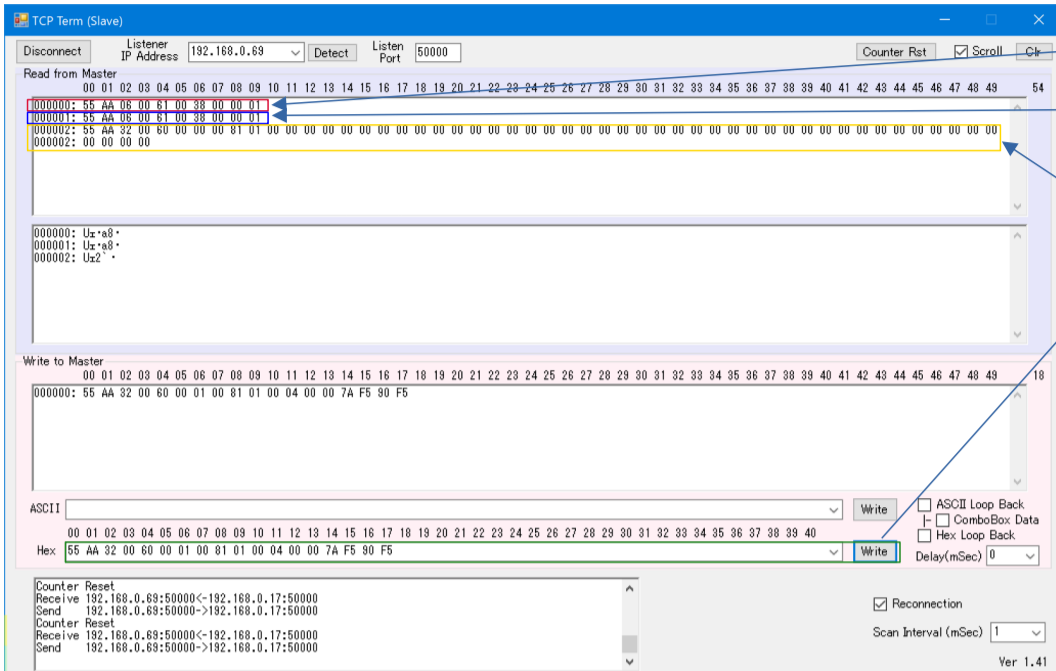 TCP Term (Slave)
Disconnect Listener IP Address 192.168.0.69 Detect Listen Port 50000 Counter Rst Scroll Clr
Read from Master
00 01 02 03 04 05 06 07 08 09 10 11 12 13 14 15 16 17 18 19 20 21 22 23 24 25 26 27 28 29 30 31 32 33 34 35 36 37 38 39 40 41 42 43 44 45 46 47 48 49 54
000000: 55 AA 06 00 61 00 38 00 00 01
000001: 55 AA 06 00 61 00 38 00 00 01
000002: 55 AA 32 00 60 00 00 00 81 01 00 00 00 00 00 00 00 00 00 00 00 00 00 00 00 00 00 00 00 00 00 00 00 00 00 00 00 00 00 00 00 00 00 00 00 00 00 00 00 00
000002: 00 00 00 00
000000: Uェ・a8・
000001: Uェ・a8・
000002: Uェ2`・
Write to Master
00 01 02 03 04 05 06 07 08 09 10 11 12 13 14 15 16 17 18 19 20 21 22 23 24 25 26 27 28 29 30 31 32 33 34 35 36 37 38 39 40 41 42 43 44 45 46 47 48 49 18
000000: 55 AA 32 00 60 00 01 00 81 01 00 04 00 00 7A F5 90 F5
ASCII Write ASCII Loop Back
ComboBox Data
00 01 02 03 04 05 06 07 08 09 10 11 12 13 14 15 16 17 18 19 20 21 22 23 24 25 26 27 28 29 30 31 32 33 34 35 36 37 38 39 40 Hex Loop Back
Hex 55 AA 32 00 60 00 01 00 81 01 00 04 00 00 7A F5 90 F5 Write Delay(mSec) 0
Counter Reset
Receive 192.168.0.69:50000<-192.168.0.17:50000
Send 192.168.0.69:50000->192.168.0.17:50000
Counter Reset
Receive 192.168.0.69:50000<-192.168.0.17:50000
Send 192.168.0.69:50000->192.168.0.17:50000
Reconnection
Scan Interval (mSec) 1
Ver 1.41